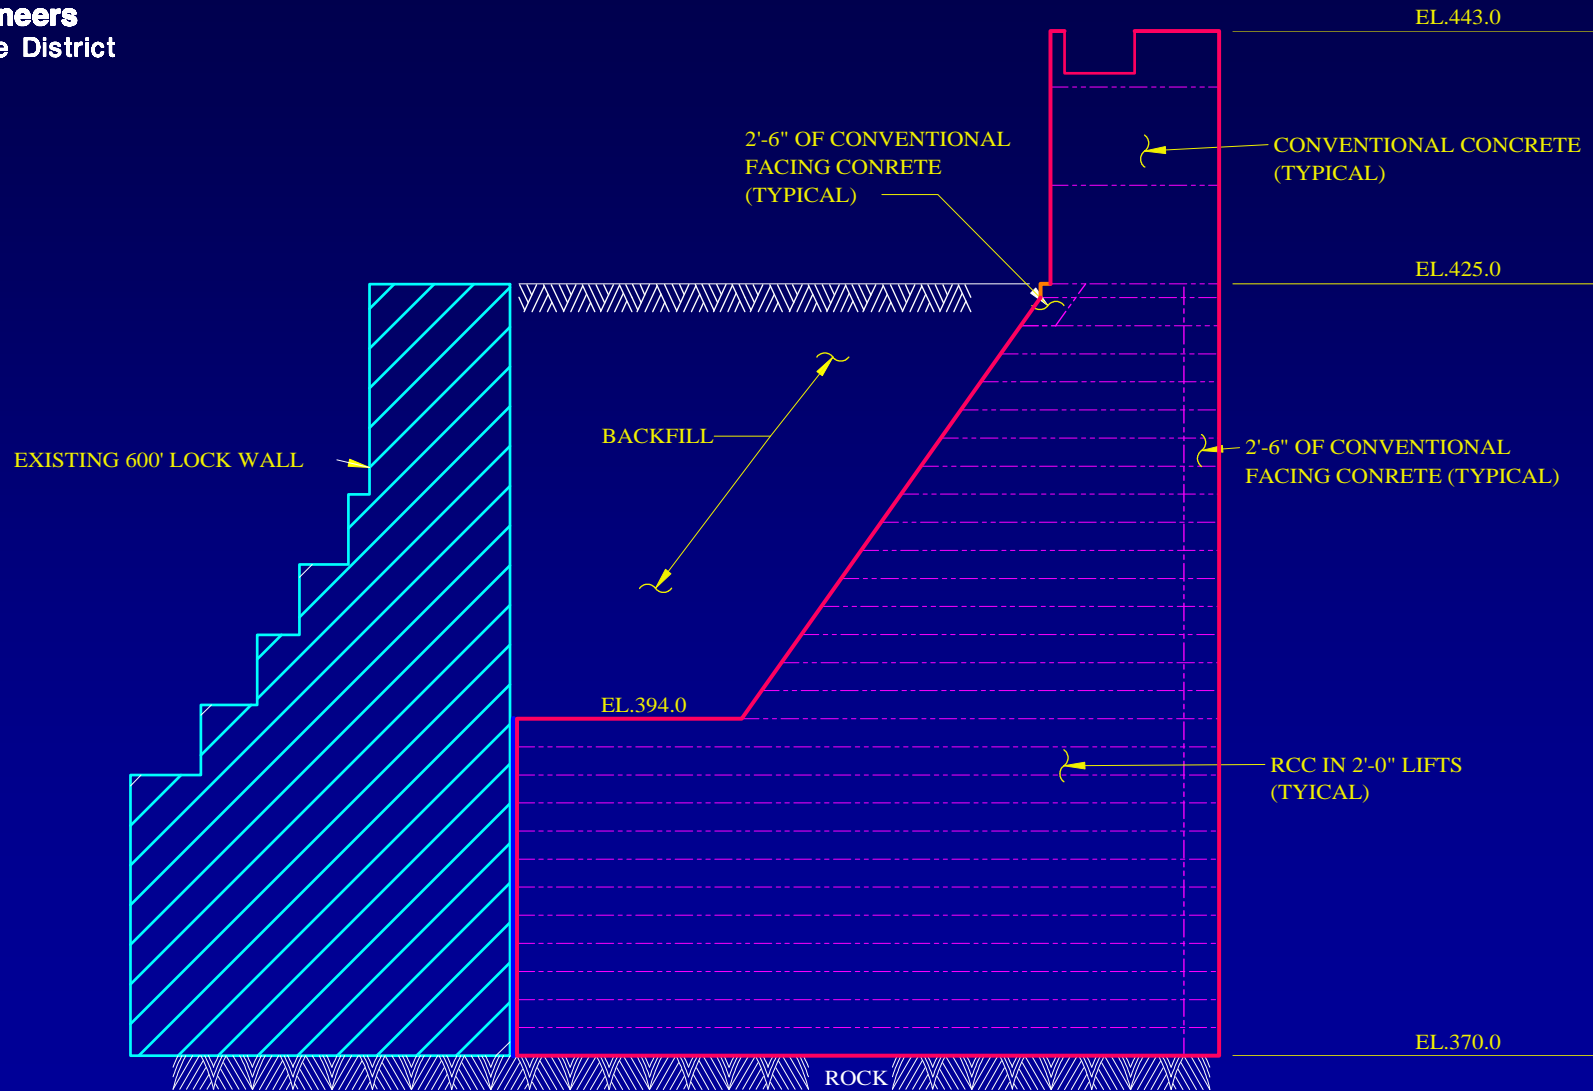 District
EL.443.0
2'-6" OF CONVENTIONAL
FACING CONRETE
(TYPICAL)
CONVENTIONAL CONCRETE
(TYPICAL)
EL.425.0
BACKFILL
EXISTING 600' LOCK WALL
2'-6" OF CONVENTIONAL
FACING CONRETE (TYPICAL)
EL.394.0
RCC IN 2'-0" LIFTS
(TYICAL)
EL.370.0
ROCK